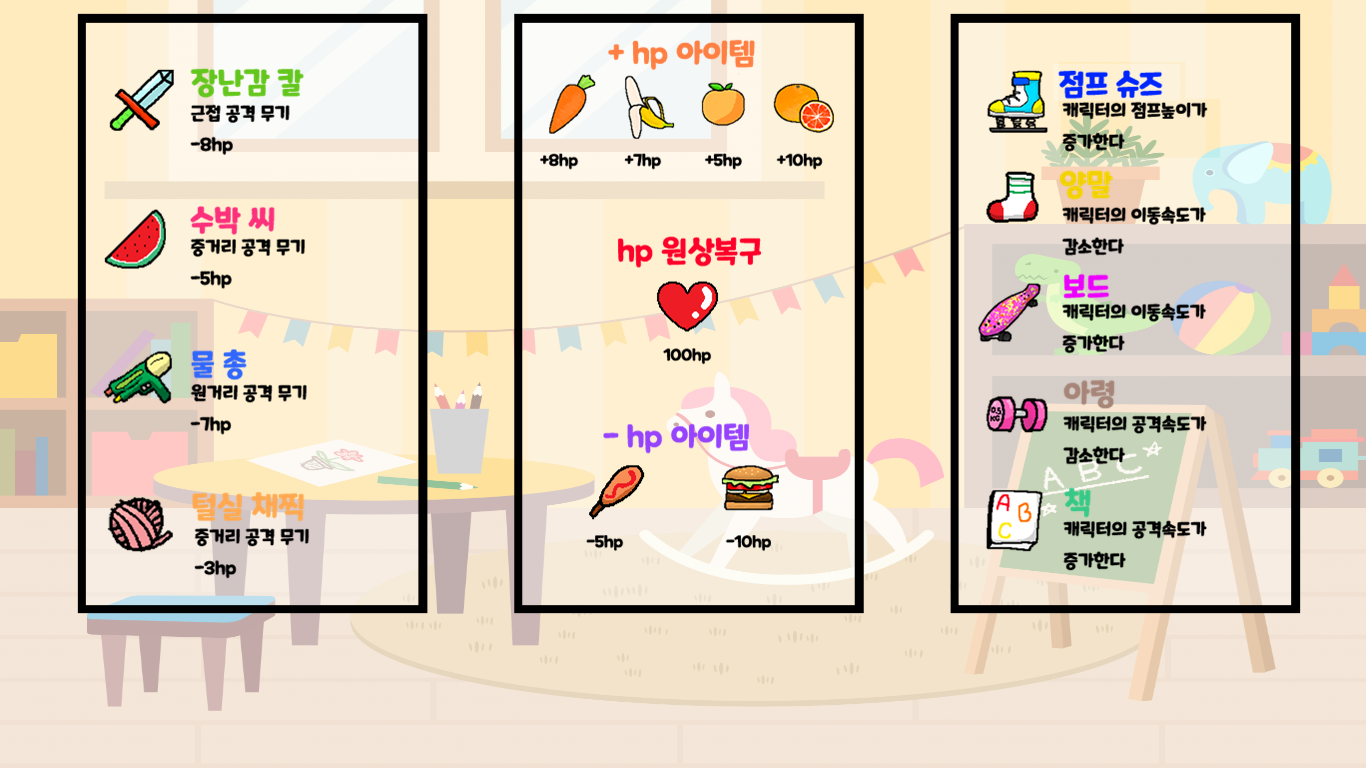 장난감 칼
근접 공격 무기
-8hp
수박 씨
중거리 공격 무기
-5hp
물 총
원거리 공격 무기
-7hp
털실 채찍
중거리 공격 무기
-3hp
+ hp 아이템
+8hp +7hp +5hp +10hp
hp 원상복구
100hp
- hp 아이템
-5hp -10hp
점프 슈즈
캐릭터의 점프높이가
증가한다
양말
캐릭터의 이동속도가
감소한다
보드
캐릭터의 이동속도가
증가한다
아령
0.5
KG
캐릭터의 공격속도가
감소한다
A B C
책
A
B
C
캐릭터의 공격속도가
증가한다